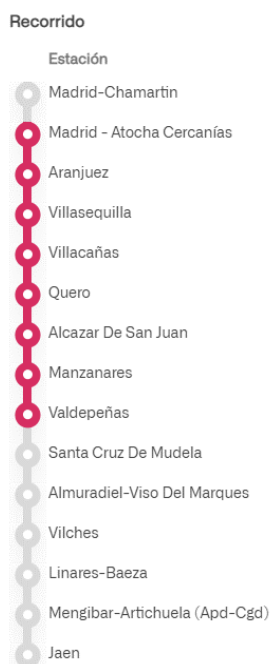 Recorrido
Estación
Madrid-Chamartin
Madrid - Atocha Cercanías
Aranjuez
Villasequilla
Villacañas
Quero
Alcazar De San Juan
Manzanares
Valdepeñas
Santa Cruz De Mudela
Almuradiel-Viso Del Marques
Vilches
Linares-Baeza
Mengibar-Artichuela (Apd-Cgd)
Jaen